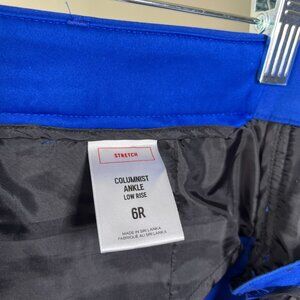 STRETCH
COLUMNIST
ANKLE
LOW RISE
6R
MADE IN SRI LANKA
FABRIQUÉ AU SRI LANKA